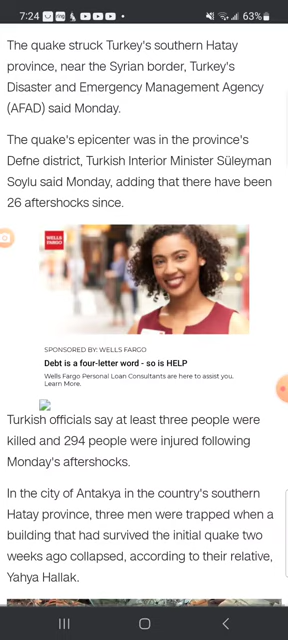 7:24
63%
The quake struck Turkey's southern Hatay
province, near the Syrian border, Turkey's
Disaster and Emergency Management Agency
(AFAD) said Monday.
The quake's epicenter was in the province's
Defne district, Turkish Interior Minister Süleyman
Soylu said Monday, adding that there have been
26 aftershocks since.
WELLS
FARGO
SPONSORED BY: WELLS FARGO
Debt is a four-letter word - so is HELP
Wells Fargo Personal Loan Consultants are here to assist you.
Learn More.
Turkish officials say at least three people were
killed and 294 people were injured following
Monday's aftershocks.
In the city of Antakya in the country's southern
Hatay province, three men were trapped when a
building that had survived the initial quake two
weeks ago collapsed, according to their relative,
Yahya Hallak.